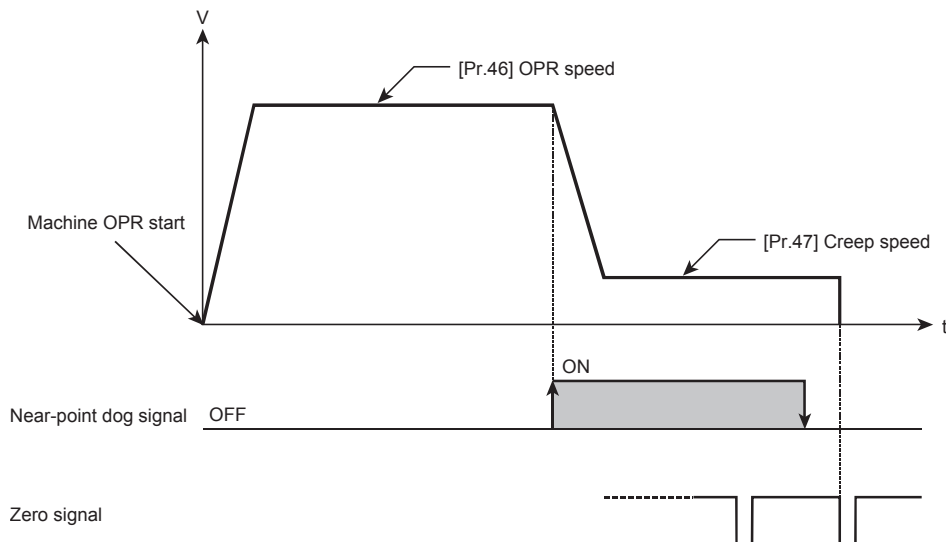 V
[Pr.46] OPR speed
Machine OPR start
[Pr.47] Creep speed
t
ON
Near-point dog signal
OFF
Zero signal